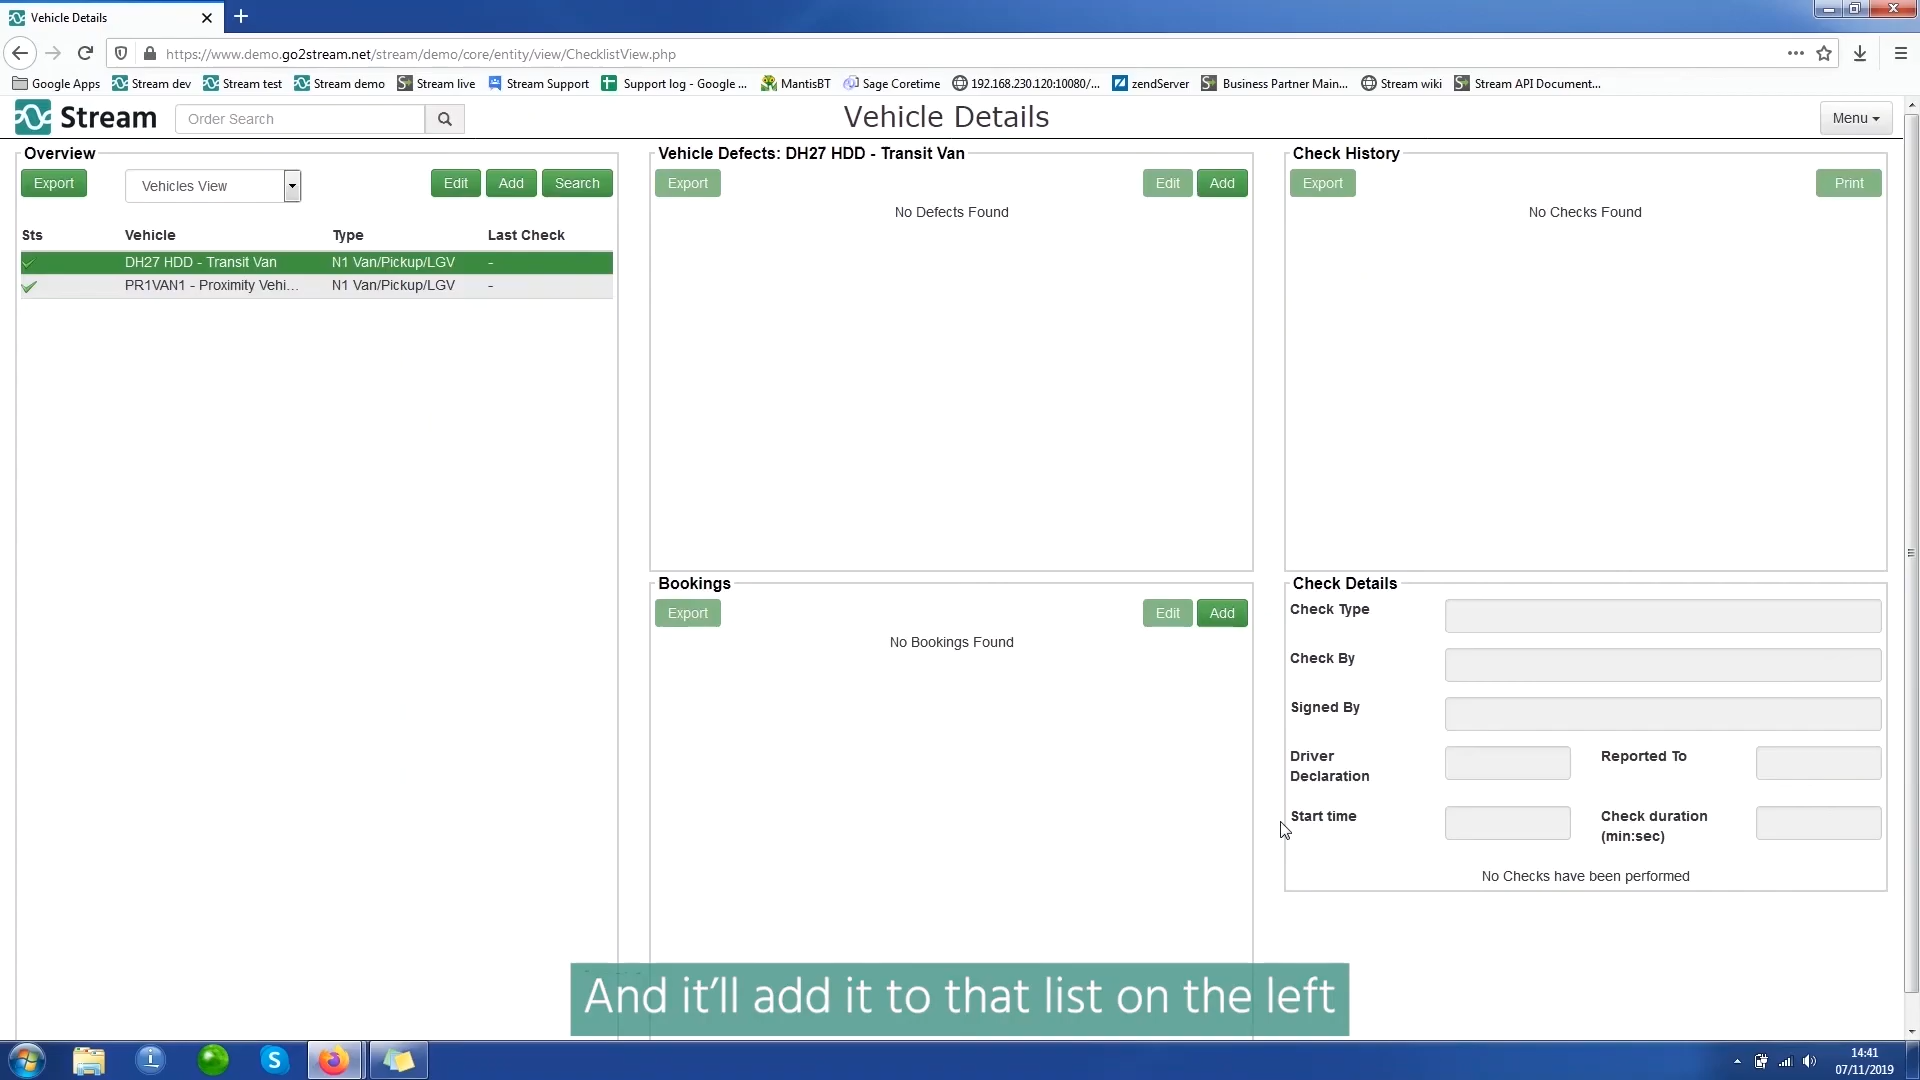 Vehicle Details
https://www.demo.go2stream.net/stream/demo/core/entity/view/ChecklistView.php
Google Apps Stream dev Stream test Stream demo Stream live Stream Support Support log - Google ... MantisBT Sage Coretime 192.168.230.120:10080/... zendServer Business Partner Main... Stream wiki Stream API Document...
Stream Order Search Vehicle Details Menu
Overview
Export Vehicles View Edit Add Search
Sts Vehicle Type Last Check
DH27 HDD - Transit Van N1 Van/Pickup/LGV -
PR1VAN1 - Proximity Vehi... N1 Van/Pickup/LGV -
Vehicle Defects: DH27 HDD - Transit Van
Export Edit Add
No Defects Found
Bookings
Export Edit Add
No Bookings Found
Check History
Export Print
No Checks Found
Check Details
Check Type
Check By
Signed By
Driver
Declaration
Reported To
Start time
Check duration
(min:sec)
No Checks have been performed
And it'll add it to that list on the left
14:41
07/11/2019